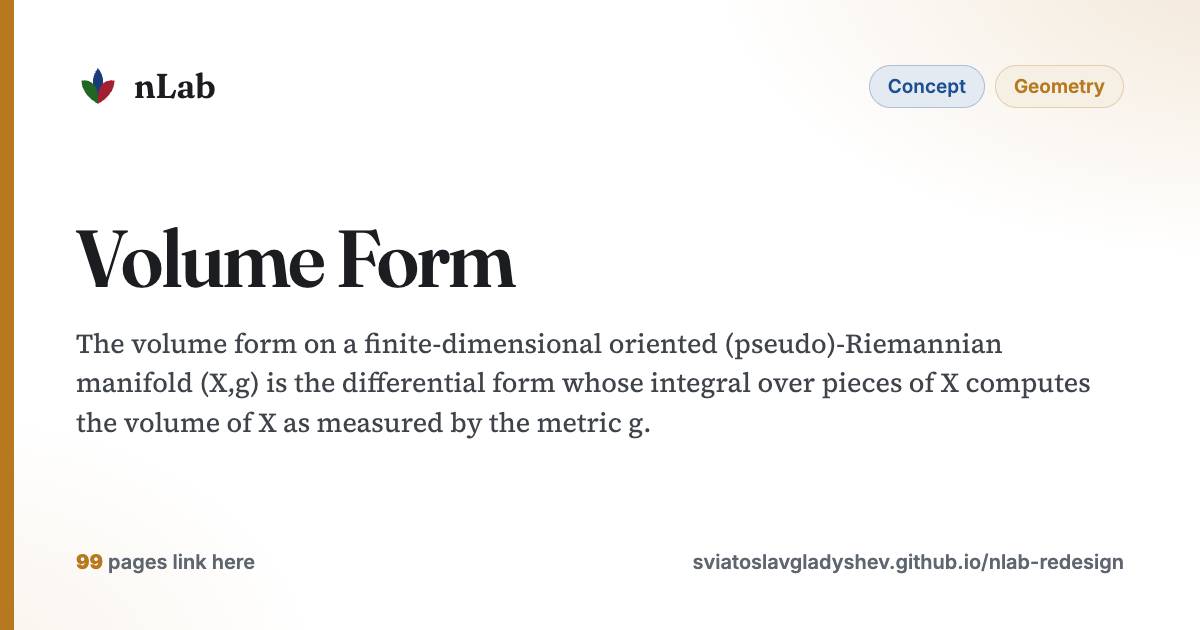 nLab
Concept
Geometry
Volume Form
The volume form on a finite-dimensional oriented (pseudo)-Riemannian
manifold (X,g) is the differential form whose integral over pieces of X computes
the volume of X as measured by the metric g.
99 pages link here
sviatoslavgladyshev.github.io/nlab-redesign